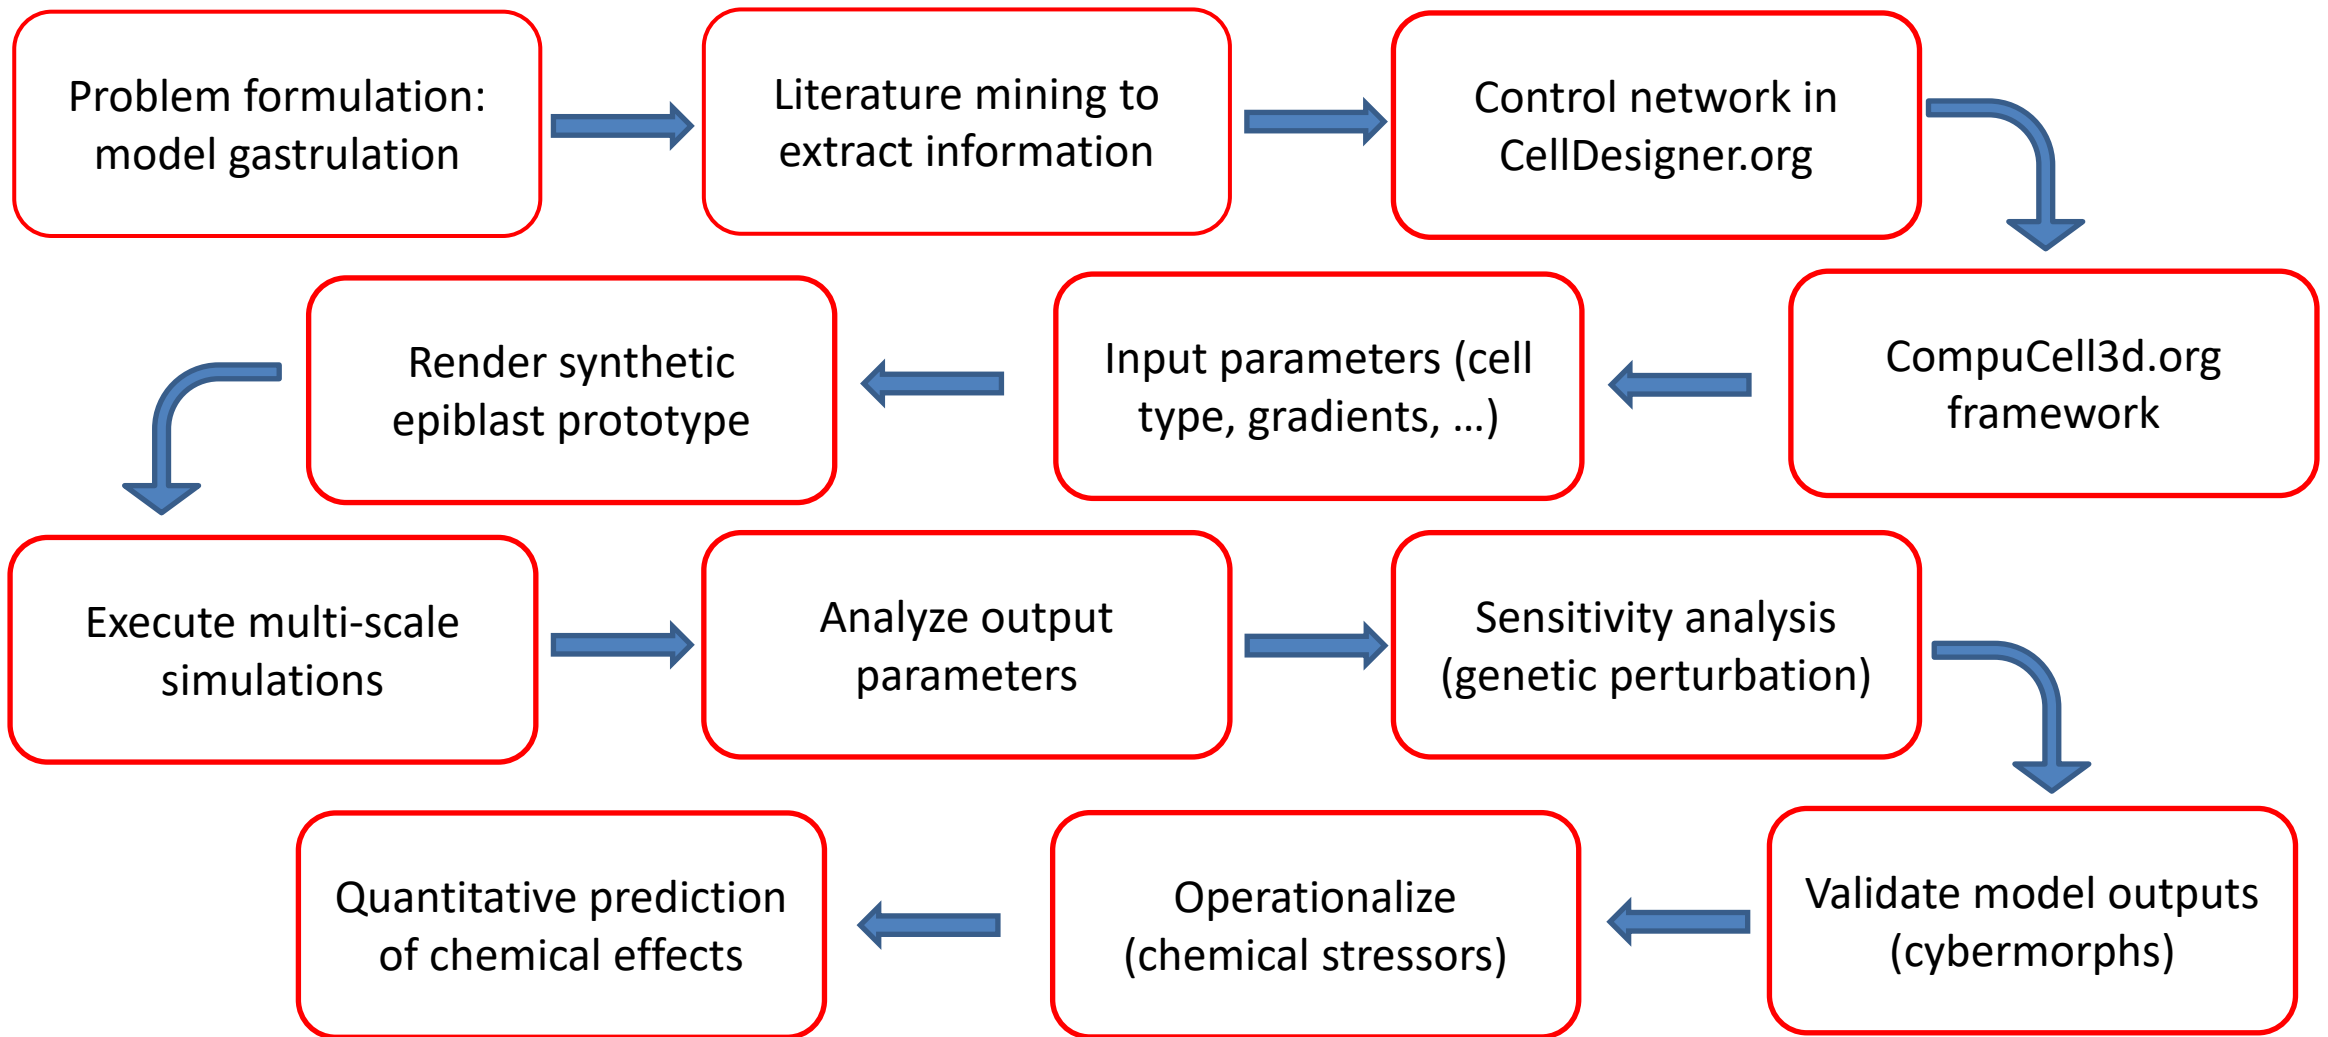 Problem formulation:
model gastrulation
Literature mining to
extract information
Control network in
CellDesigner.org
CompuCell3d.org
framework
Input parameters (cell
type, gradients, ...)
Render synthetic
epiblast prototype
Execute multi-scale
simulations
Analyze output
parameters
Sensitivity analysis
(genetic perturbation)
Validate model outputs
(cybermorphs)
Operationalize
(chemical stressors)
Quantitative prediction
of chemical effects